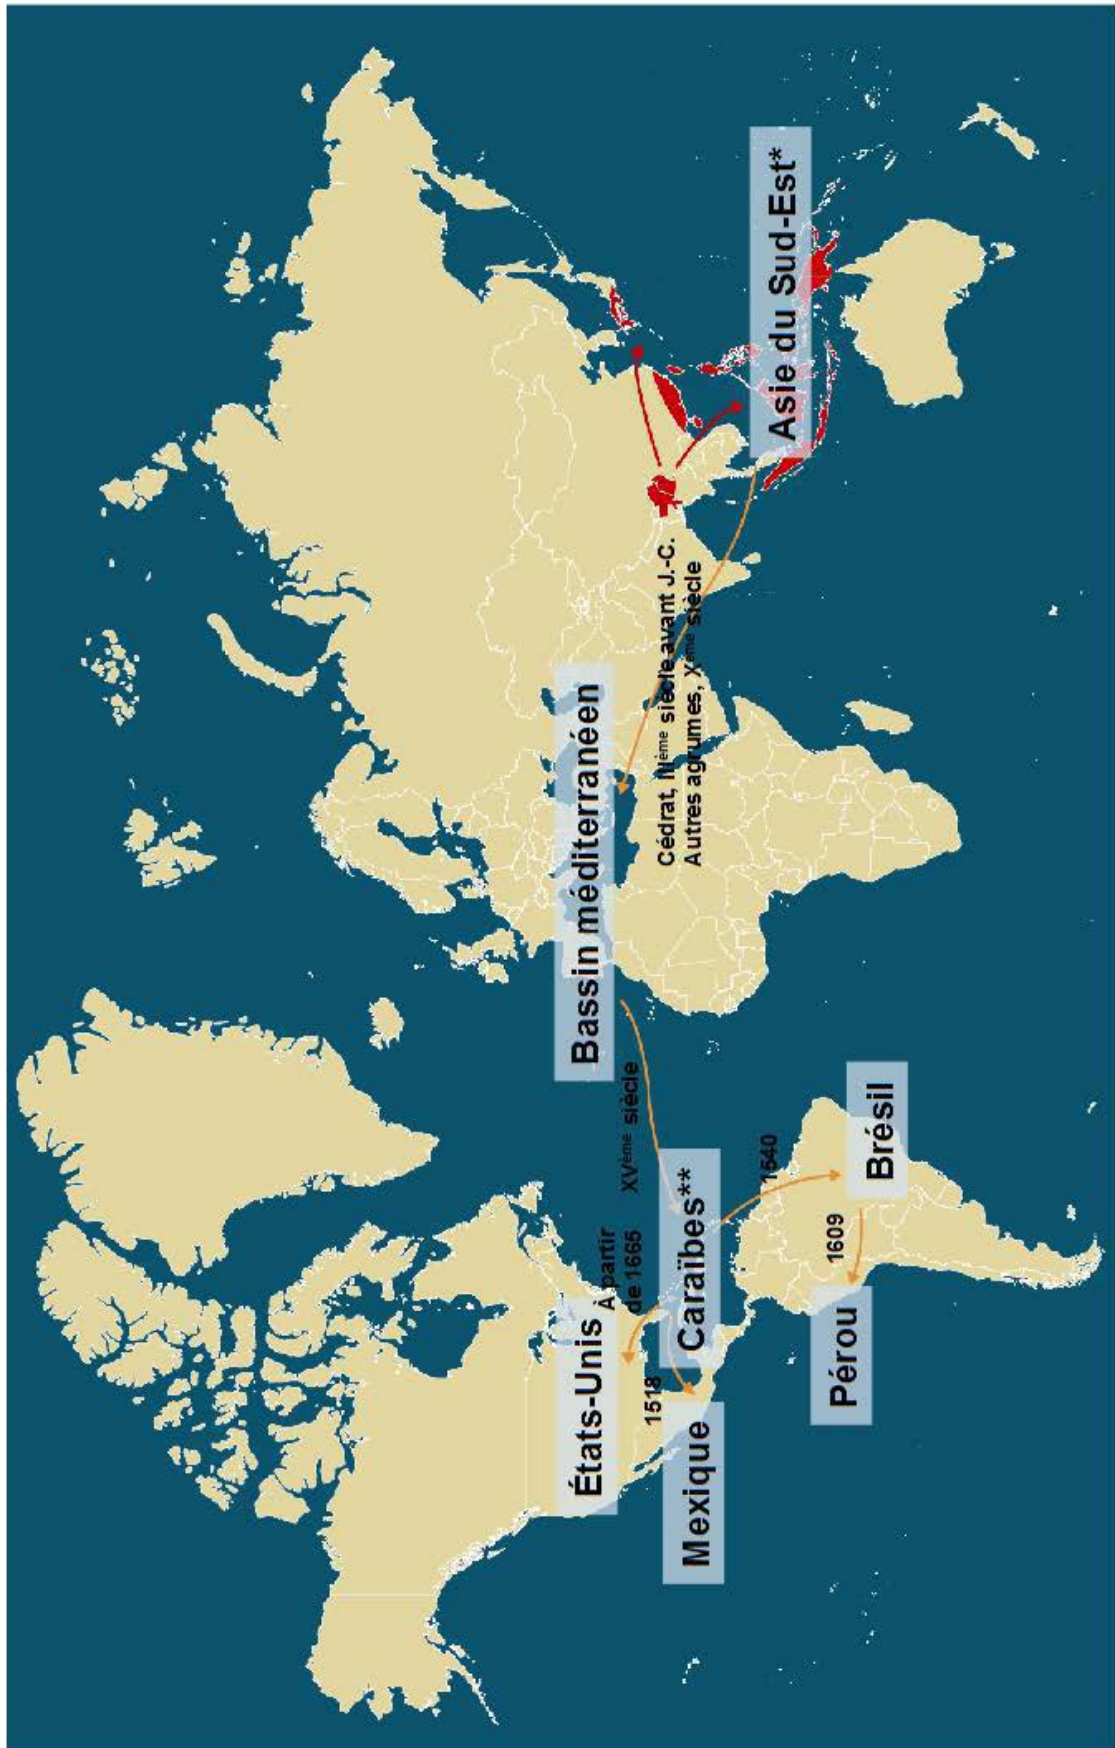 Bassin méditerranéen
États-Unis
À partir
de 1665
XVème siècle
Cédrat, IIIème siècle avant J.-C.
Autres agrumes, Xème siècle
1518
Mexique
Caraïbes**
Asie du Sud-Est*
1540
1609
Pérou
Brésil